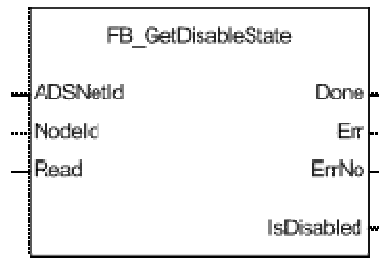 FB_GetDisableState
ADSNetId Done
NodeId Err
Read ErrNo
IsDisabled